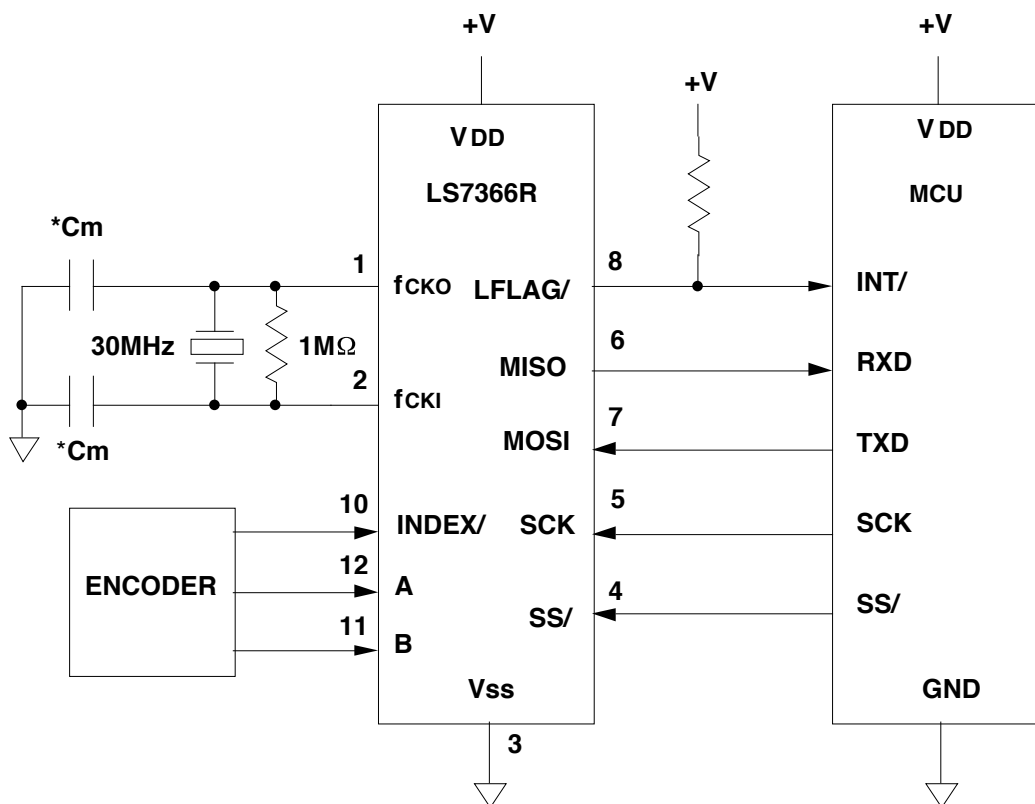 +V
+V
+V
VDD
LS7366R
VDD
MCU
*Cm
1
fCKO
LFLAG/
8
INT/
30MHz
1MΩ
MISO
6
RXD
2
fCKI
MOSI
7
TXD
*Cm
10
INDEX/
SCK
5
SCK
ENCODER
12
A
SS/
4
SS/
11
B
Vss
GND
3